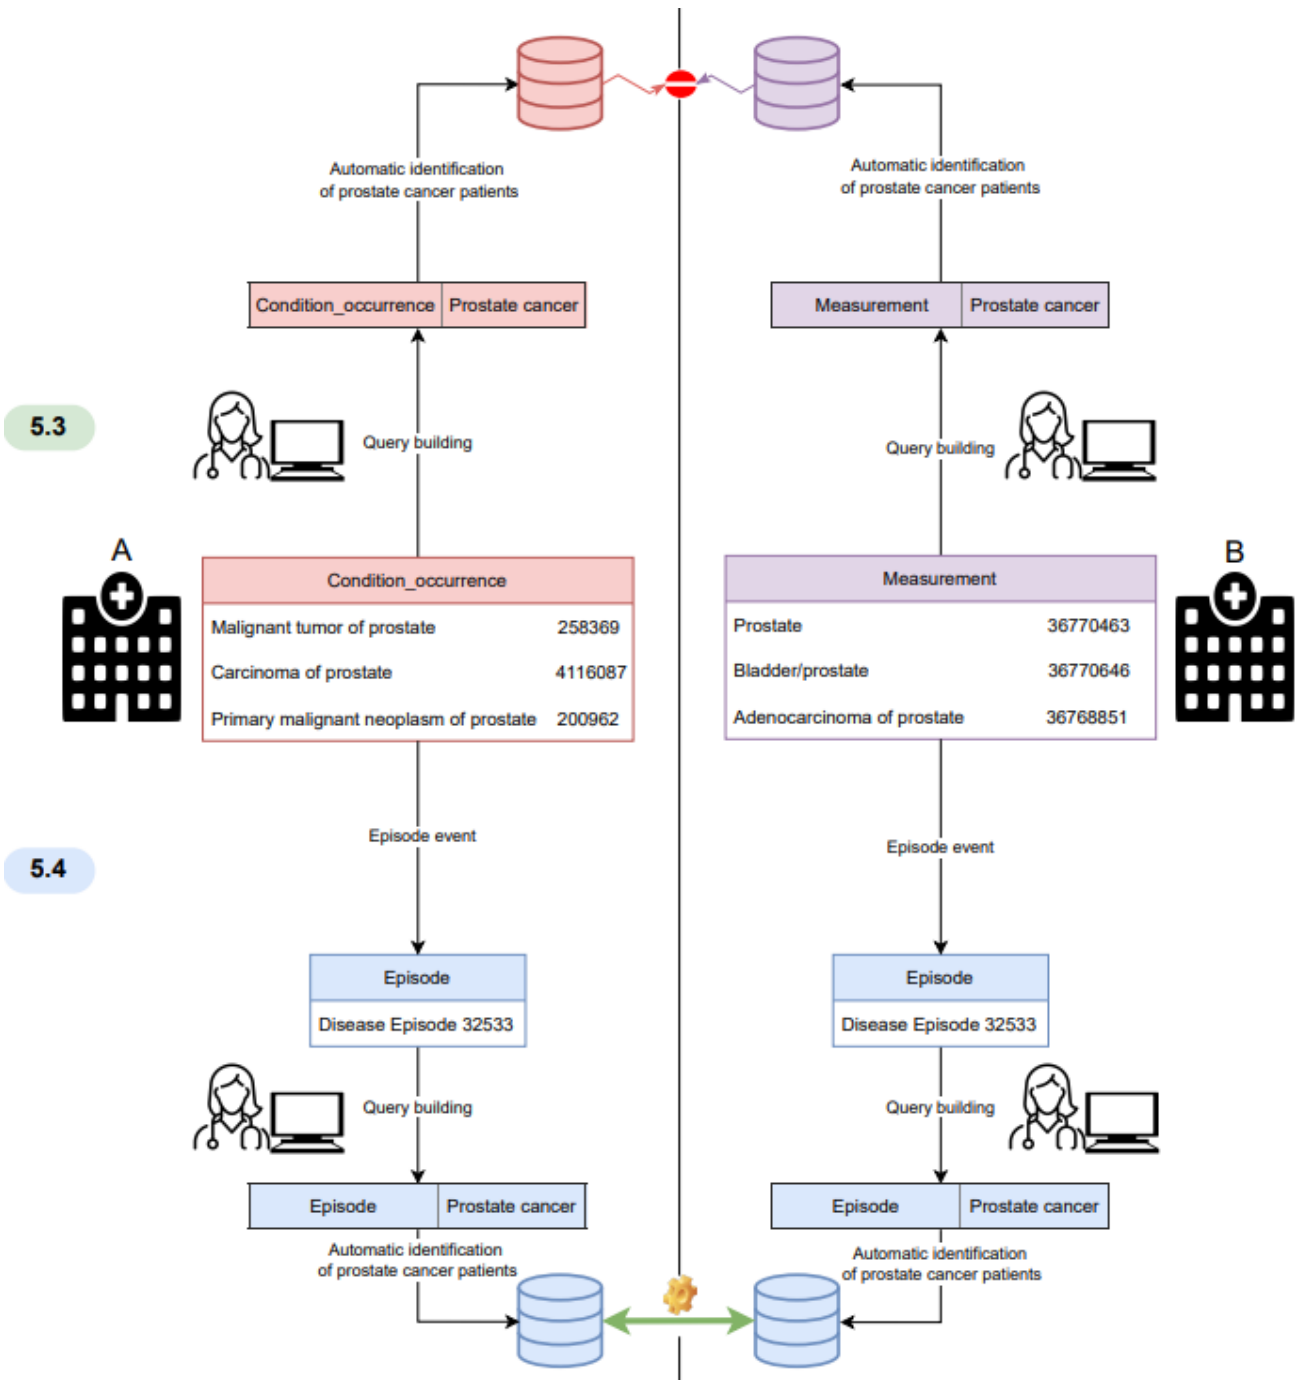 Automatic identification
of prostate cancer patients
Automatic identification
of prostate cancer patients
Condition_occurrence Prostate cancer
Measurement Prostate cancer
5.3
Query building
Query building
A
B
Condition_occurrence
Malignant tumor of prostate 258369
Carcinoma of prostate 4116087
Primary malignant neoplasm of prostate 200962
Measurement
Prostate 36770463
Bladder/prostate 36770646
Adenocarcinoma of prostate 36768851
Episode event
Episode event
5.4
Episode
Disease Episode 32533
Episode
Disease Episode 32533
Query building
Query building
Episode Prostate cancer
Episode Prostate cancer
Automatic identification
of prostate cancer patients
Automatic identification
of prostate cancer patients